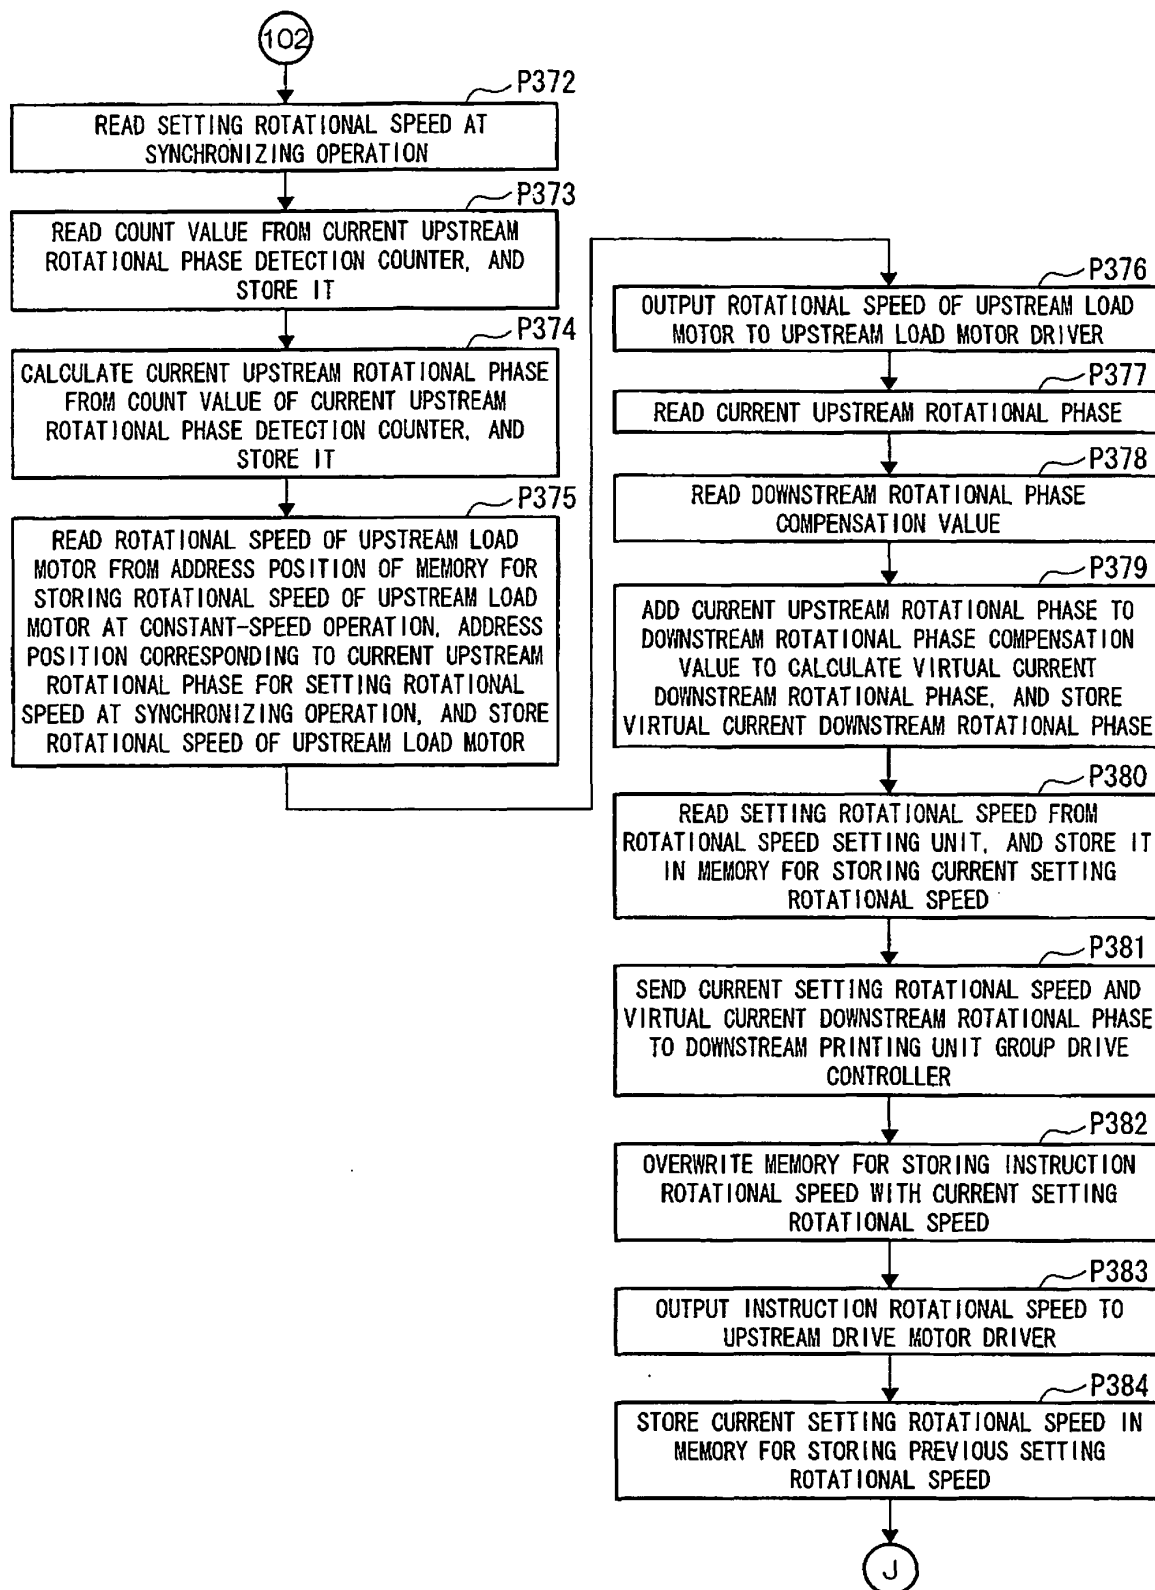 102
P372
READ SETTING ROTATIONAL SPEED AT
SYNCHRONIZING OPERATION
P373
READ COUNT VALUE FROM CURRENT UPSTREAM
ROTATIONAL PHASE DETECTION COUNTER, AND
STORE IT
P374
CALCULATE CURRENT UPSTREAM ROTATIONAL PHASE
FROM COUNT VALUE OF CURRENT UPSTREAM
ROTATIONAL PHASE DETECTION COUNTER, AND
STORE IT
P375
READ ROTATIONAL SPEED OF UPSTREAM LOAD
MOTOR FROM ADDRESS POSITION OF MEMORY FOR
STORING ROTATIONAL SPEED OF UPSTREAM LOAD
MOTOR AT CONSTANT-SPEED OPERATION, ADDRESS
POSITION CORRESPONDING TO CURRENT UPSTREAM
ROTATIONAL PHASE FOR SETTING ROTATIONAL
SPEED AT SYNCHRONIZING OPERATION, AND STORE
ROTATIONAL SPEED OF UPSTREAM LOAD MOTOR
P376
OUTPUT ROTATIONAL SPEED OF UPSTREAM LOAD
MOTOR TO UPSTREAM LOAD MOTOR DRIVER
P377
READ CURRENT UPSTREAM ROTATIONAL PHASE
P378
READ DOWNSTREAM ROTATIONAL PHASE
COMPENSATION VALUE
P379
ADD CURRENT UPSTREAM ROTATIONAL PHASE TO
DOWNSTREAM ROTATIONAL PHASE COMPENSATION
VALUE TO CALCULATE VIRTUAL CURRENT
DOWNSTREAM ROTATIONAL PHASE, AND STORE
VIRTUAL CURRENT DOWNSTREAM ROTATIONAL PHASE
P380
READ SETTING ROTATIONAL SPEED FROM
ROTATIONAL SPEED SETTING UNIT, AND STORE IT
IN MEMORY FOR STORING CURRENT SETTING
ROTATIONAL SPEED
P381
SEND CURRENT SETTING ROTATIONAL SPEED AND
VIRTUAL CURRENT DOWNSTREAM ROTATIONAL PHASE
TO DOWNSTREAM PRINTING UNIT GROUP DRIVE
CONTROLLER
P382
OVERWRITE MEMORY FOR STORING INSTRUCTION
ROTATIONAL SPEED WITH CURRENT SETTING
ROTATIONAL SPEED
P383
OUTPUT INSTRUCTION ROTATIONAL SPEED TO
UPSTREAM DRIVE MOTOR DRIVER
P384
STORE CURRENT SETTING ROTATIONAL SPEED IN
MEMORY FOR STORING PREVIOUS SETTING
ROTATIONAL SPEED
J